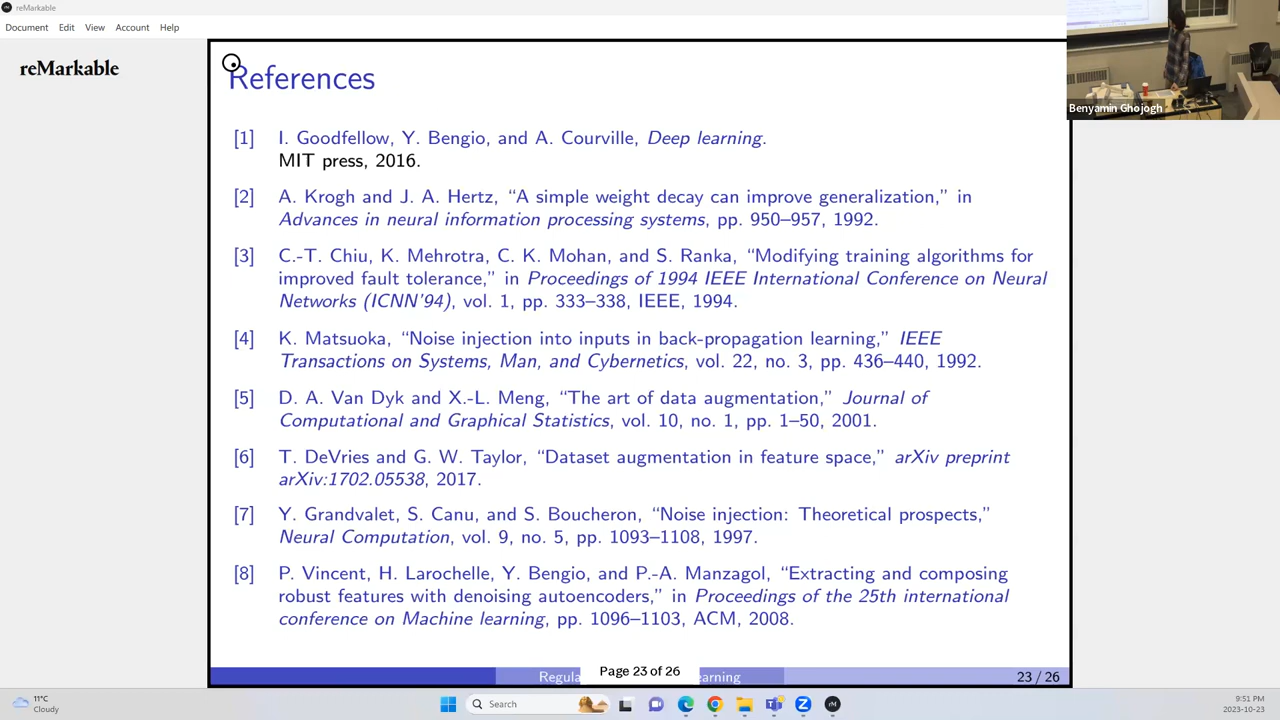 reMarkable
Document Edit View Account Help
reMarkable
References
[1] I. Goodfellow, Y. Bengio, and A. Courville, Deep learning.
MIT press, 2016.
[2] A. Krogh and J. A. Hertz, “A simple weight decay can improve generalization,” in
Advances in neural information processing systems, pp. 950–957, 1992.
[3] C.-T. Chiu, K. Mehrotra, C. K. Mohan, and S. Ranka, “Modifying training algorithms for
improved fault tolerance,” in Proceedings of 1994 IEEE International Conference on Neural
Networks (ICNN’94), vol. 1, pp. 333–338, IEEE, 1994.
[4] K. Matsuoka, “Noise injection into inputs in back-propagation learning,” IEEE
Transactions on Systems, Man, and Cybernetics, vol. 22, no. 3, pp. 436–440, 1992.
[5] D. A. Van Dyk and X.-L. Meng, “The art of data augmentation,” Journal of
Computational and Graphical Statistics, vol. 10, no. 1, pp. 1–50, 2001.
[6] T. DeVries and G. W. Taylor, “Dataset augmentation in feature space,” arXiv preprint
arXiv:1702.05538, 2017.
[7] Y. Grandvalet, S. Canu, and S. Boucheron, “Noise injection: Theoretical prospects,”
Neural Computation, vol. 9, no. 5, pp. 1093–1108, 1997.
[8] P. Vincent, H. Larochelle, Y. Bengio, and P.-A. Manzagol, “Extracting and composing
robust features with denoising autoencoders,” in Proceedings of the 25th international
conference on Machine learning, pp. 1096–1103, ACM, 2008.
Regula Page 23 of 26 earning 23 / 26
Benyamin Ghojogh
11°C
Cloudy
Search
9:51 PM
2023-10-23